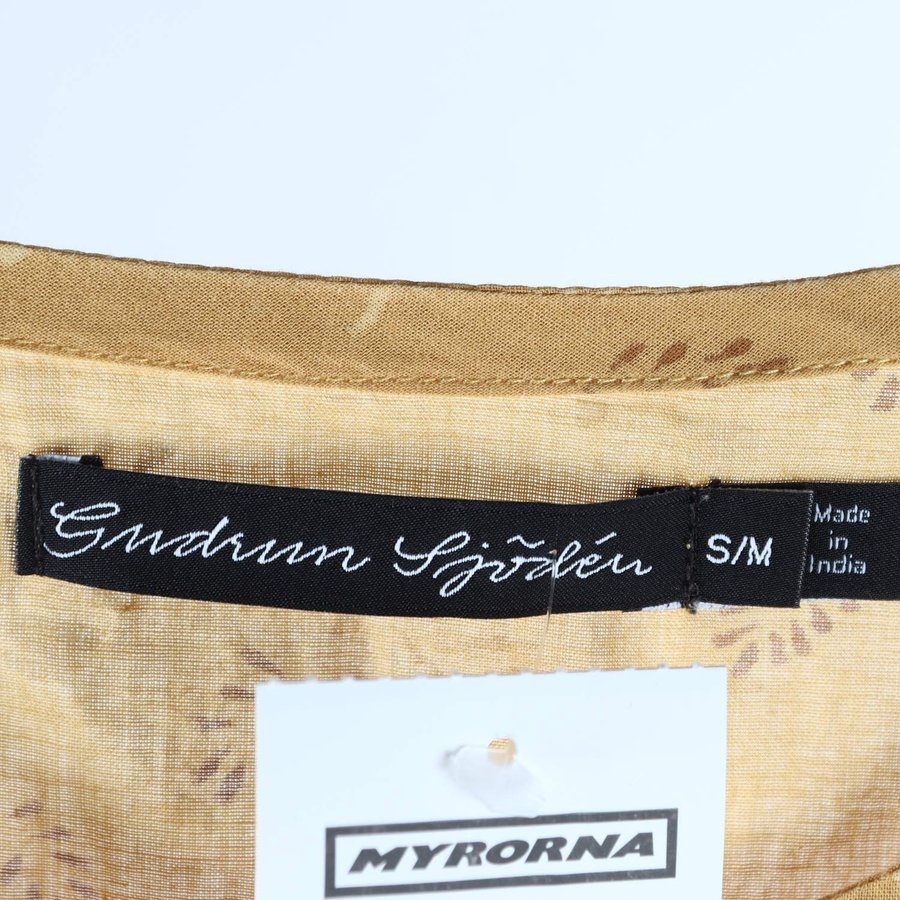 Gudrun Sjödén
S/M
Made
in
India
MYRORNA